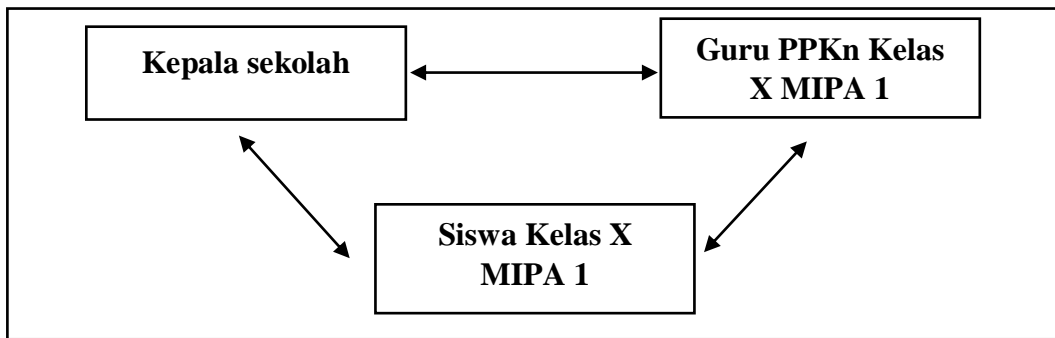 Kepala sekolah
Guru PPKn Kelas
X MIPA 1
Siswa Kelas X
MIPA 1